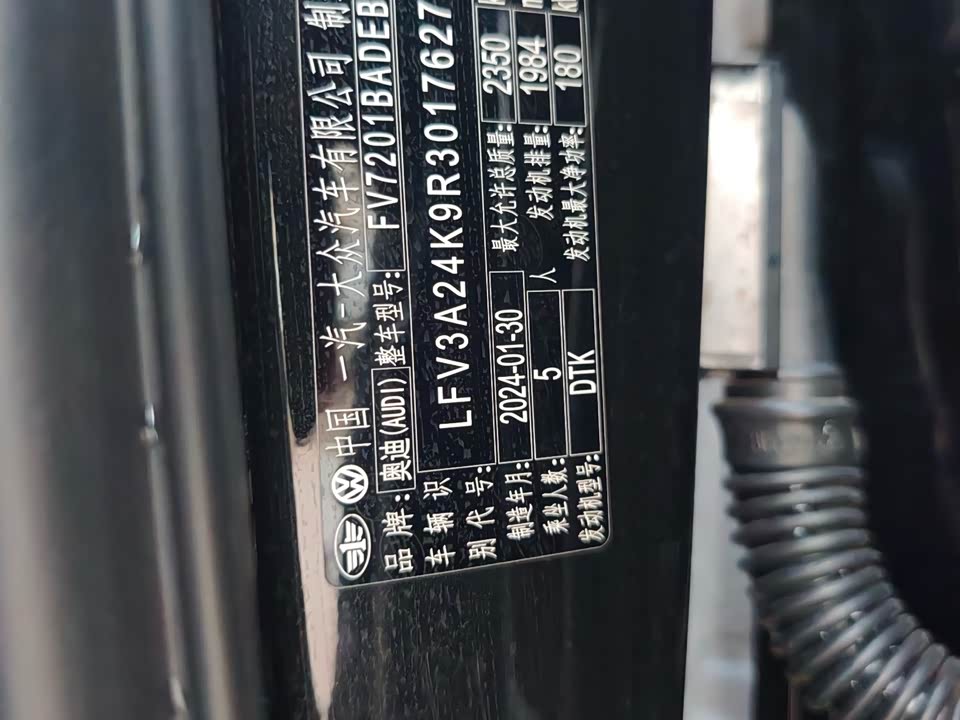 中国 一汽-大众汽车有限公司 制
品牌: 奥迪(AUDI) 整车型号: FV7201BADEB
车辆识别代号: LFV3A24K9R3017627
制造年月: 2024-01-30 最大允许总质量: 2350
乘坐人数: 5 人 发动机排量: 1984
发动机型号: DTK 发动机最大净功率: 180